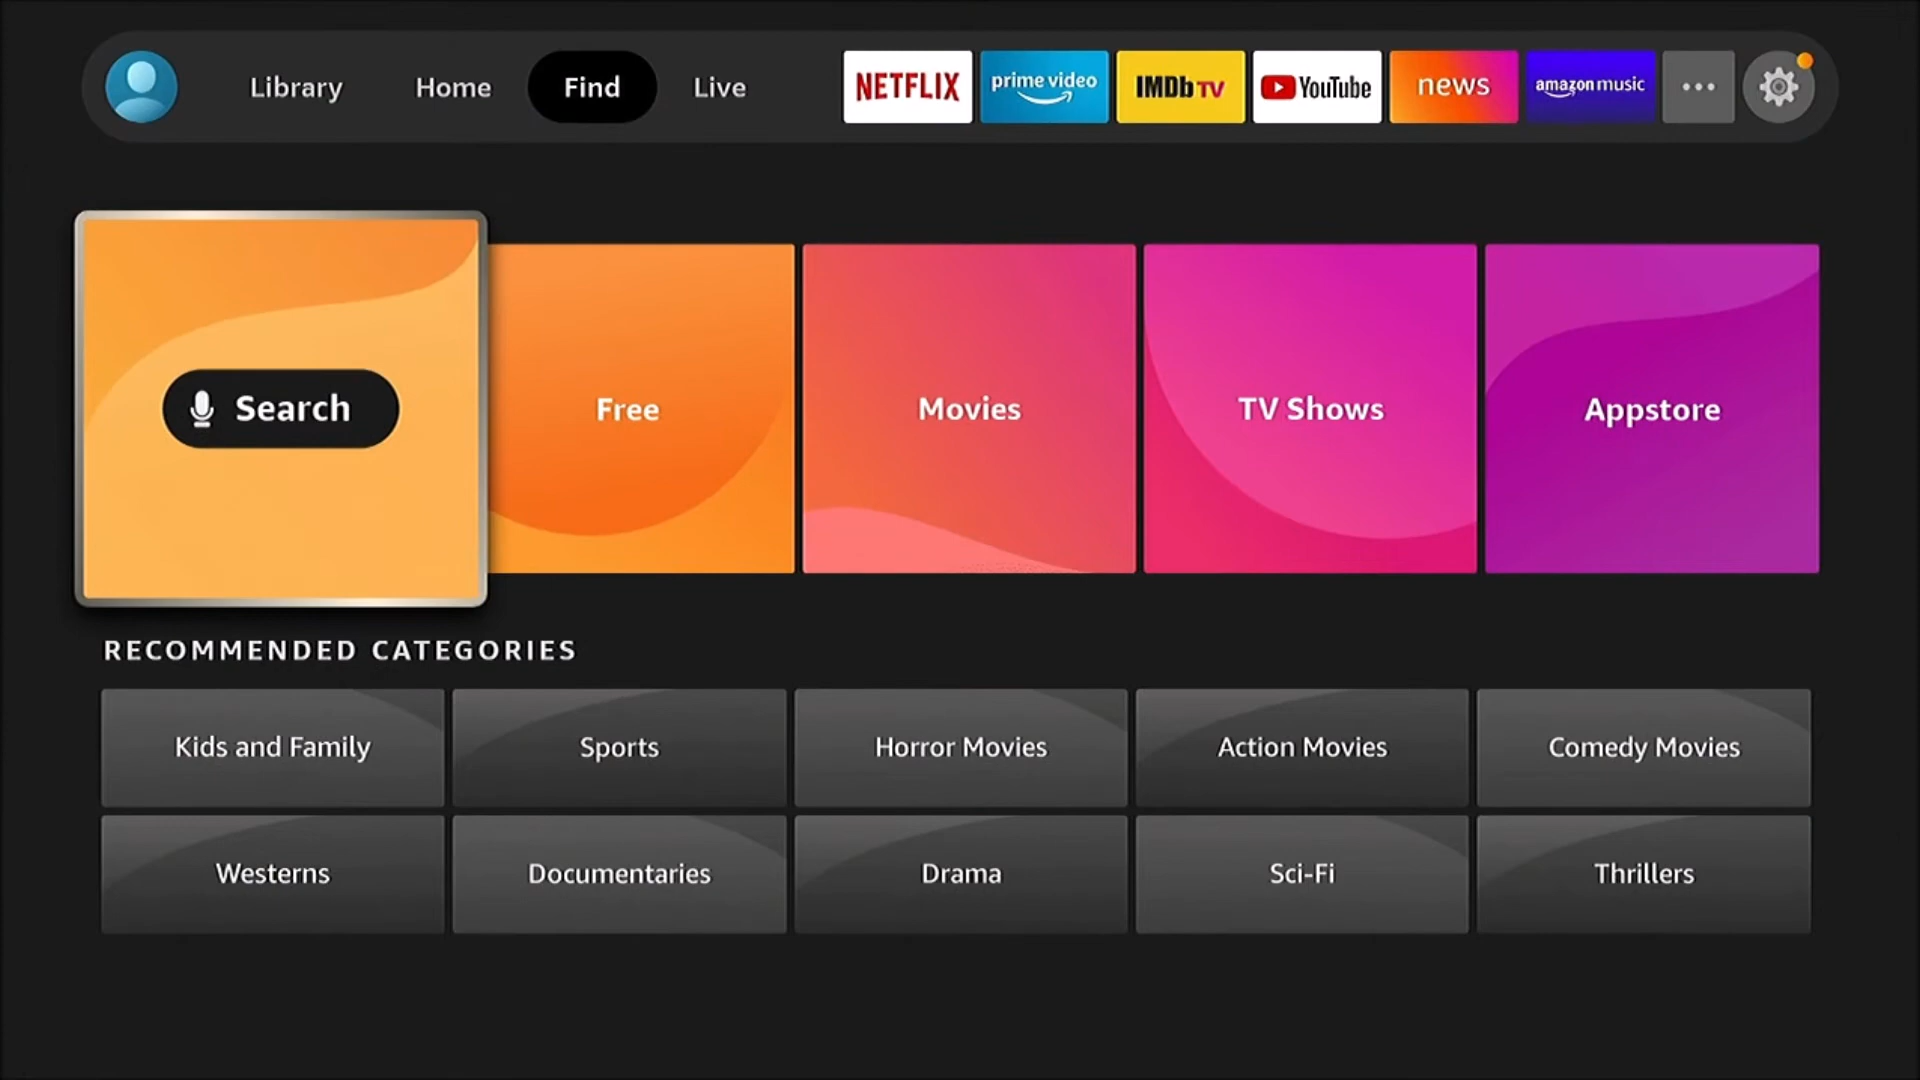 Library Home Find Live NETFLIX prime video IMDb TV YouTube news amazon music
Search Free Movies TV Shows Appstore
RECOMMENDED CATEGORIES
Kids and Family Sports Horror Movies Action Movies Comedy Movies
Westerns Documentaries Drama Sci-Fi Thrillers